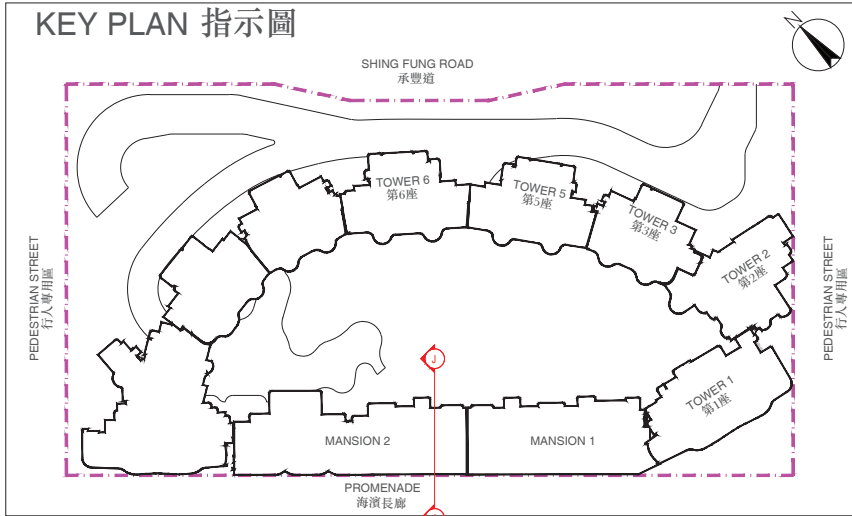 KEY PLAN 指示圖
N
SHING FUNG ROAD
承豐道
TOWER 6
第6座
TOWER 5
第5座
TOWER 3
第3座
TOWER 2
第2座
TOWER 1
第1座
PEDESTRIAN STREET
行人專用區
PEDESTRIAN STREET
行人專用區
J
MANSION 2
MANSION 1
PROMENADE
海濱長廊